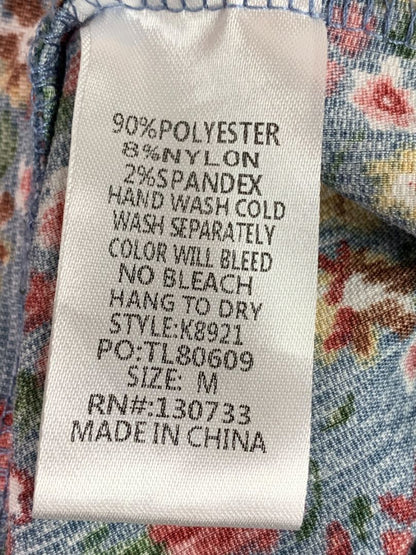 90%POLYESTER
8%NYLON
2%SPANDEX
HAND WASH COLD
WASH SEPARATELY
COLOR WILL BLEED
NO BLEACH
HANG TO DRY
STYLE:K8921
PO:TL80609
SIZE: M
RN#:130733
MADE IN CHINA